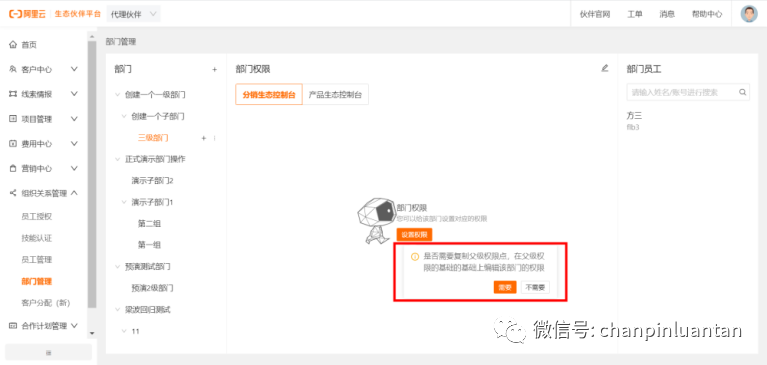 阿里云 生态伙伴平台 代理伙伴
伙伴官网 工单 消息 帮助中心
首页
客户中心
线索情报
项目管理
费用中心
营销中心
组织关系管理
员工授权
技能认证
员工管理
部门管理
客户分配（新）
合作计划管理
部门管理
部门 +
创建一个一级部门
创建一个子部门
三级部门 +
正式演示部门操作
演示子部门2
演示子部门1
第二组
第一组
预演测试部门
预演2级部门
梁波回归测试
11
部门权限
分销生态控制台 产品生态控制台
部门权限
您可以给该部门设置对应的权限
设置权限
是否需要复制父级权限点，在父级权
限的基础的基础上编辑该部门的权限
需要 不需要
部门员工
请输入姓名/账号进行搜索
方三
微信号: chanpinluantan